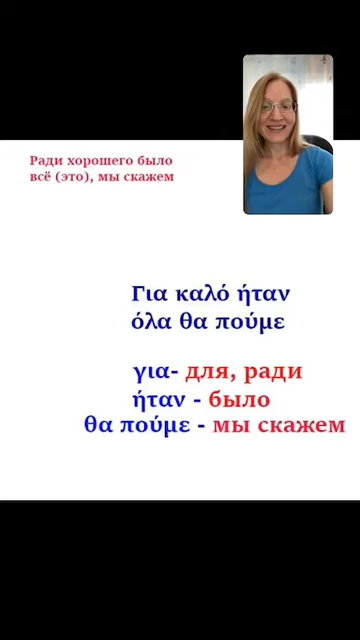 Ради хорошего было
всё (это), мы скажем
Για καλό ήταν
όλα θα πούμε
για- для, ради
ήταν - было
θα πούμε - мы скажем